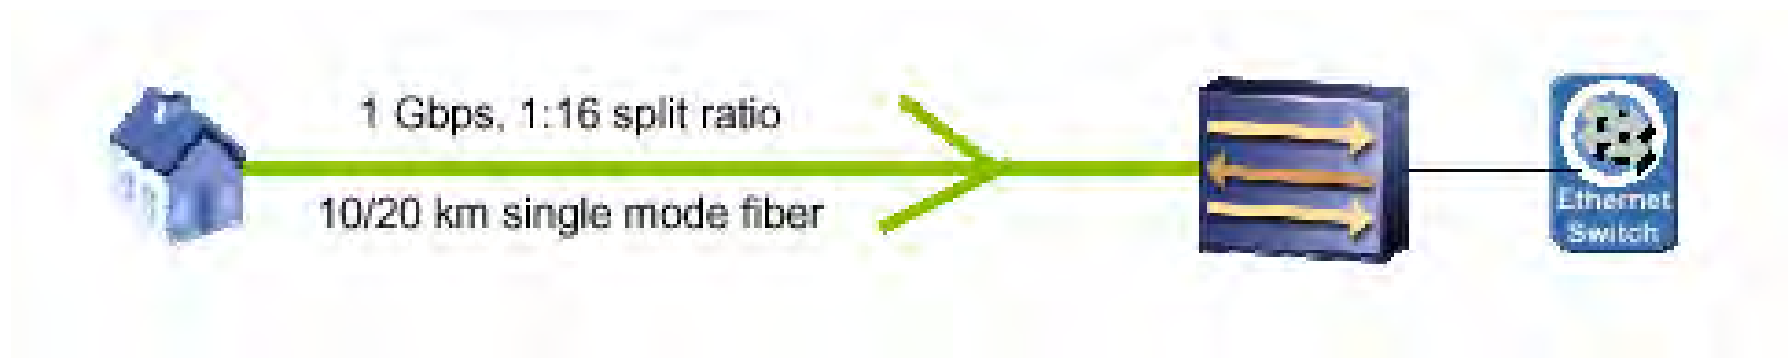 1 Gbps, 1:16 split ratio
10/20 km single mode fiber
Ethernet
Switch